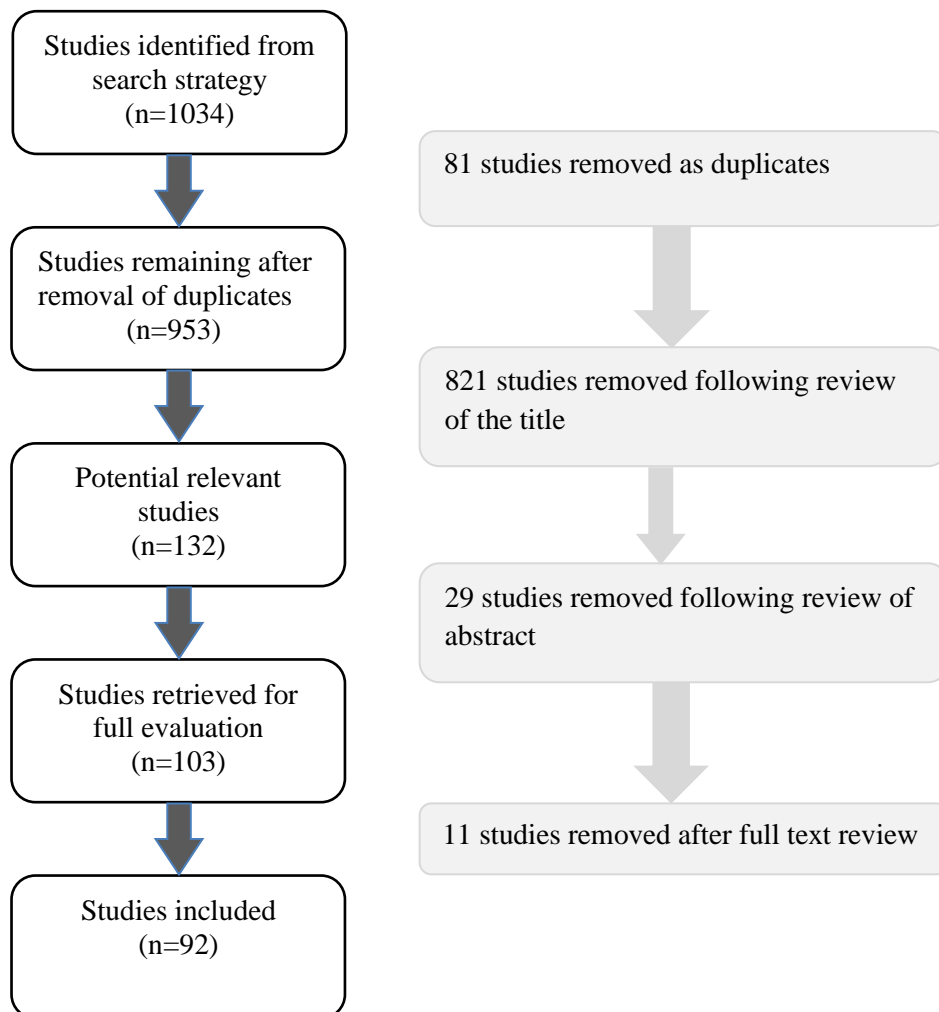 Studies identified from
search strategy
(n=1034)
81 studies removed as duplicates
Studies remaining after
removal of duplicates
(n=953)
821 studies removed following review
of the title
Potential relevant
studies
(n=132)
29 studies removed following review of
abstract
Studies retrieved for
full evaluation
(n=103)
11 studies removed after full text review
Studies included
(n=92)